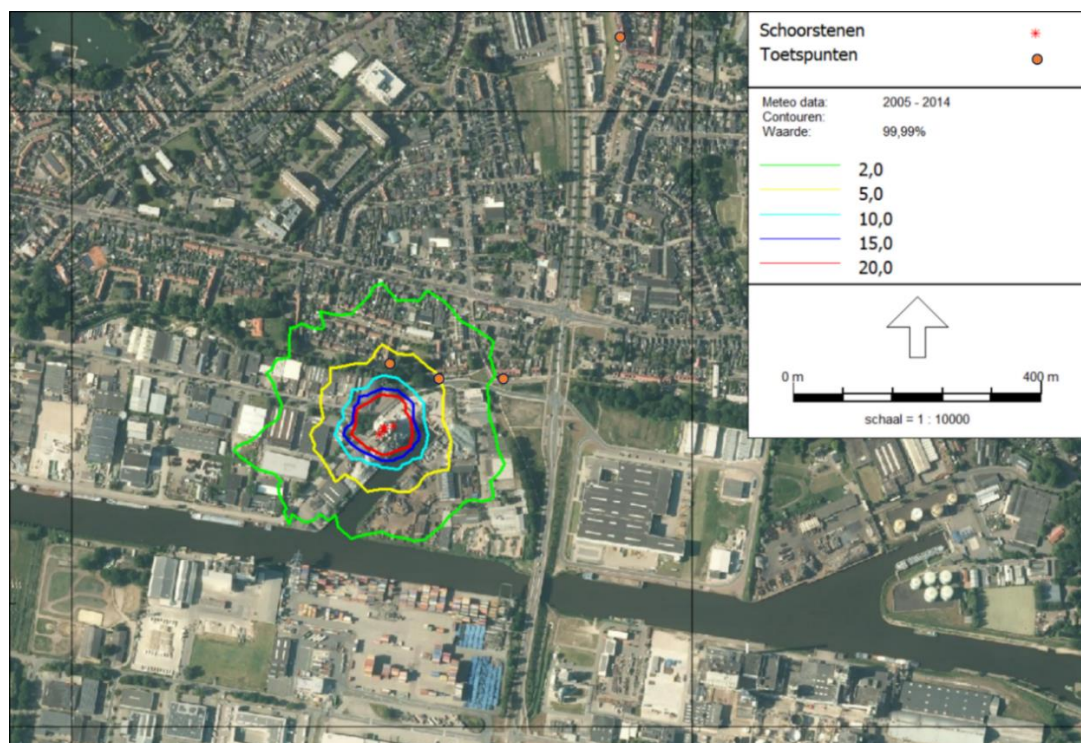 Schoorstenen
Toetspunten
Meteo data: 2005 - 2014
Contouren:
Waarde: 99,99%
2,0
5,0
10,0
15,0
20,0
0 m 400 m
schaal = 1 : 10000